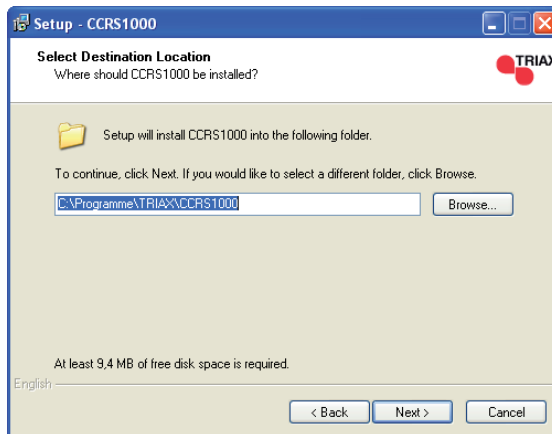 Setup - CCRS1000
Select Destination Location
Where should CCRS1000 be installed?
TRIAX
Setup will install CCRS1000 into the following folder.
To continue, click Next. If you would like to select a different folder, click Browse.
C:\Programme\TRIAX\CCRS1000
Browse...
At least 9,4 MB of free disk space is required.
English
< Back
Next >
Cancel